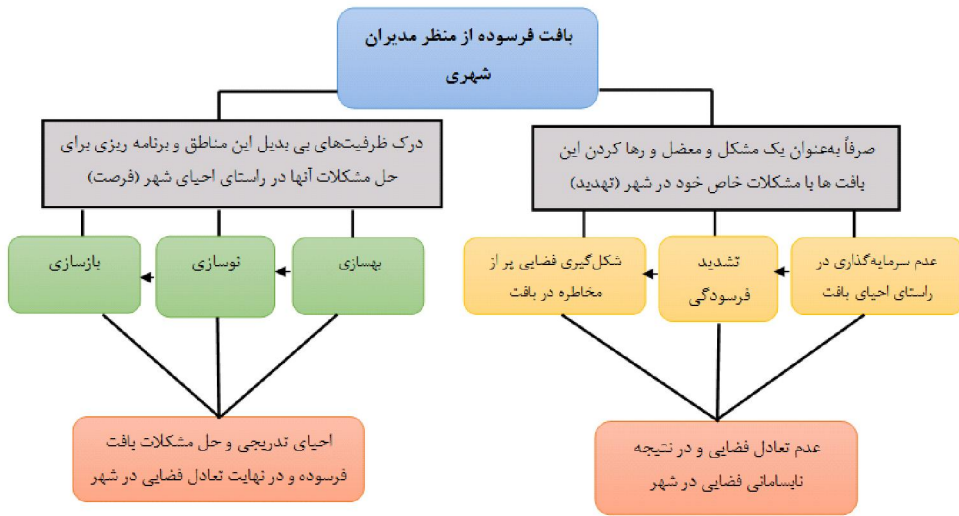 بافت فرسوده از منظر مدیران
شهری
صرفاً به‌عنوان یک مشکل و معضل و رها کردن این
بافت ها با مشکلات خاص خود در شهر (تهدید)
درک ظرفیت‌های بی بدیل این مناطق و برنامه ریزی برای
حل مشکلات آنها در راستای احیای شهر (فرصت)
عدم سرمایه‌گذاری در
راستای احیای بافت
تشدید
فرسودگی
شکل‌گیری فضایی پر از
مخاطره در بافت
بهسازی
نوسازی
بازسازی
عدم تعادل فضایی و در نتیجه
نابسامانی فضایی در شهر
احیای تدریجی و حل مشکلات بافت
فرسوده و در نهایت تعادل فضایی در شهر